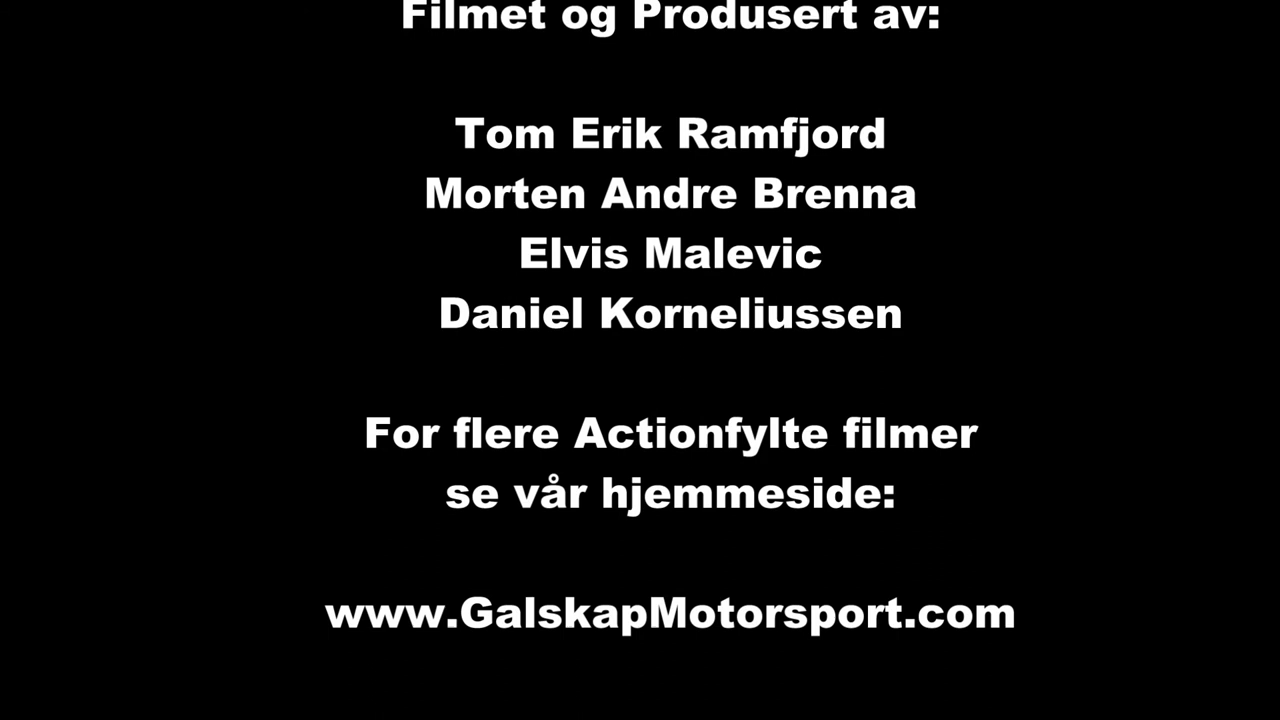 Filmet og Produsert av:
Tom Erik Ramfjord
Morten Andre Brenna
Elvis Malevic
Daniel Korneliussen
For flere Actionfylte filmer
se vår hjemmeside:
www.GalskapMotorsport.com